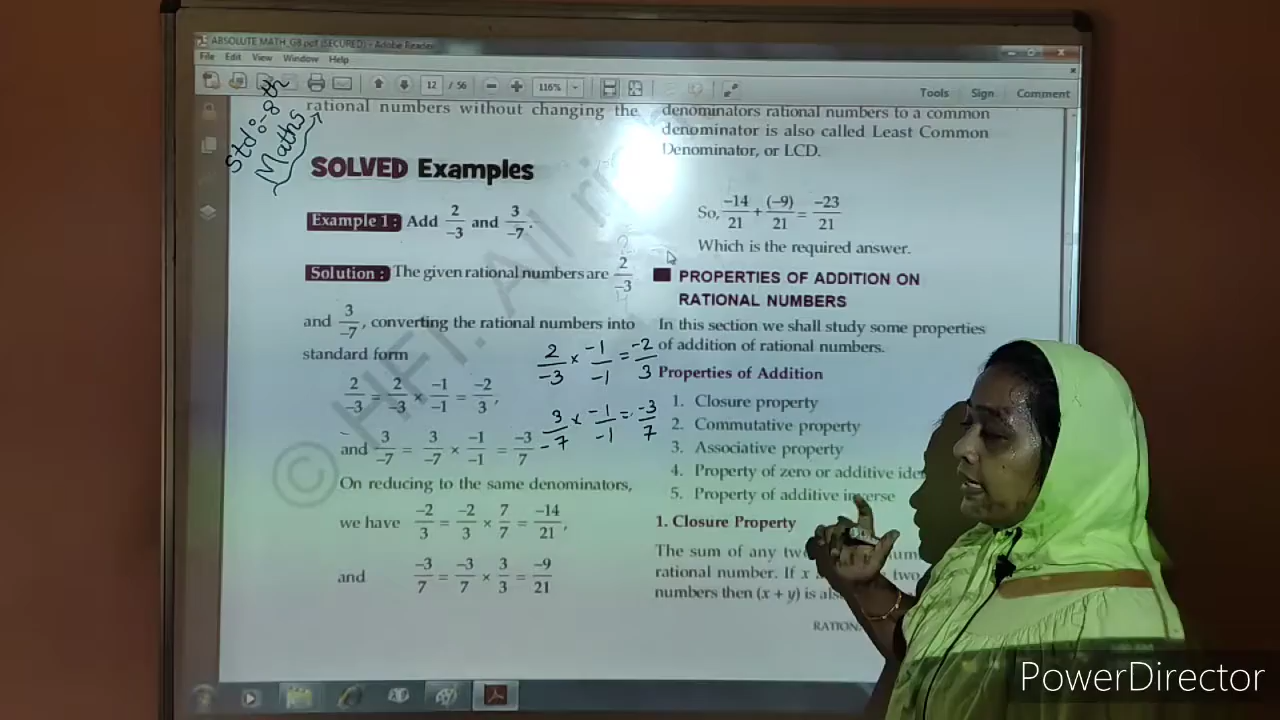 ABSOLUTE MATH_G8.pdf (SECURED) - Adobe Reader
File Edit View Window Help
12 / 56 116% Tools Sign Comment
Std:-8th
Maths
rational numbers without changing the
SOLVED Examples
Example 1 : Add 2/-3 and 3/-7.
Solution : The given rational numbers are 2/-3
and 3/-7, converting the rational numbers into
standard form
2/-3 = 2/-3 × -1/-1 = -2/3,
and 3/-7 = 3/-7 × -1/-1 = -3/7
On reducing to the same denominators,
we have -2/3 = -2/3 × 7/7 = -14/21,
and -3/7 = -3/7 × 3/3 = -9/21
2/-3 × -1/-1 = -2/3
3/-7 × -1/-1 = -3/7
denominators rational numbers to a common
denominator is also called Least Common
Denominator, or LCD.
So, -14/21 + (-9)/21 = -23/21
Which is the required answer.
PROPERTIES OF ADDITION ON
RATIONAL NUMBERS
In this section we shall study some properties
of addition of rational numbers.
Properties of Addition
1. Closure property
2. Commutative property
3. Associative property
4. Property of zero or additive ide
5. Property of additive inverse
1. Closure Property
The sum of any two
rational number. If x two
numbers then (x + y) is als
RATION
© HFI. All ri
PowerDirector